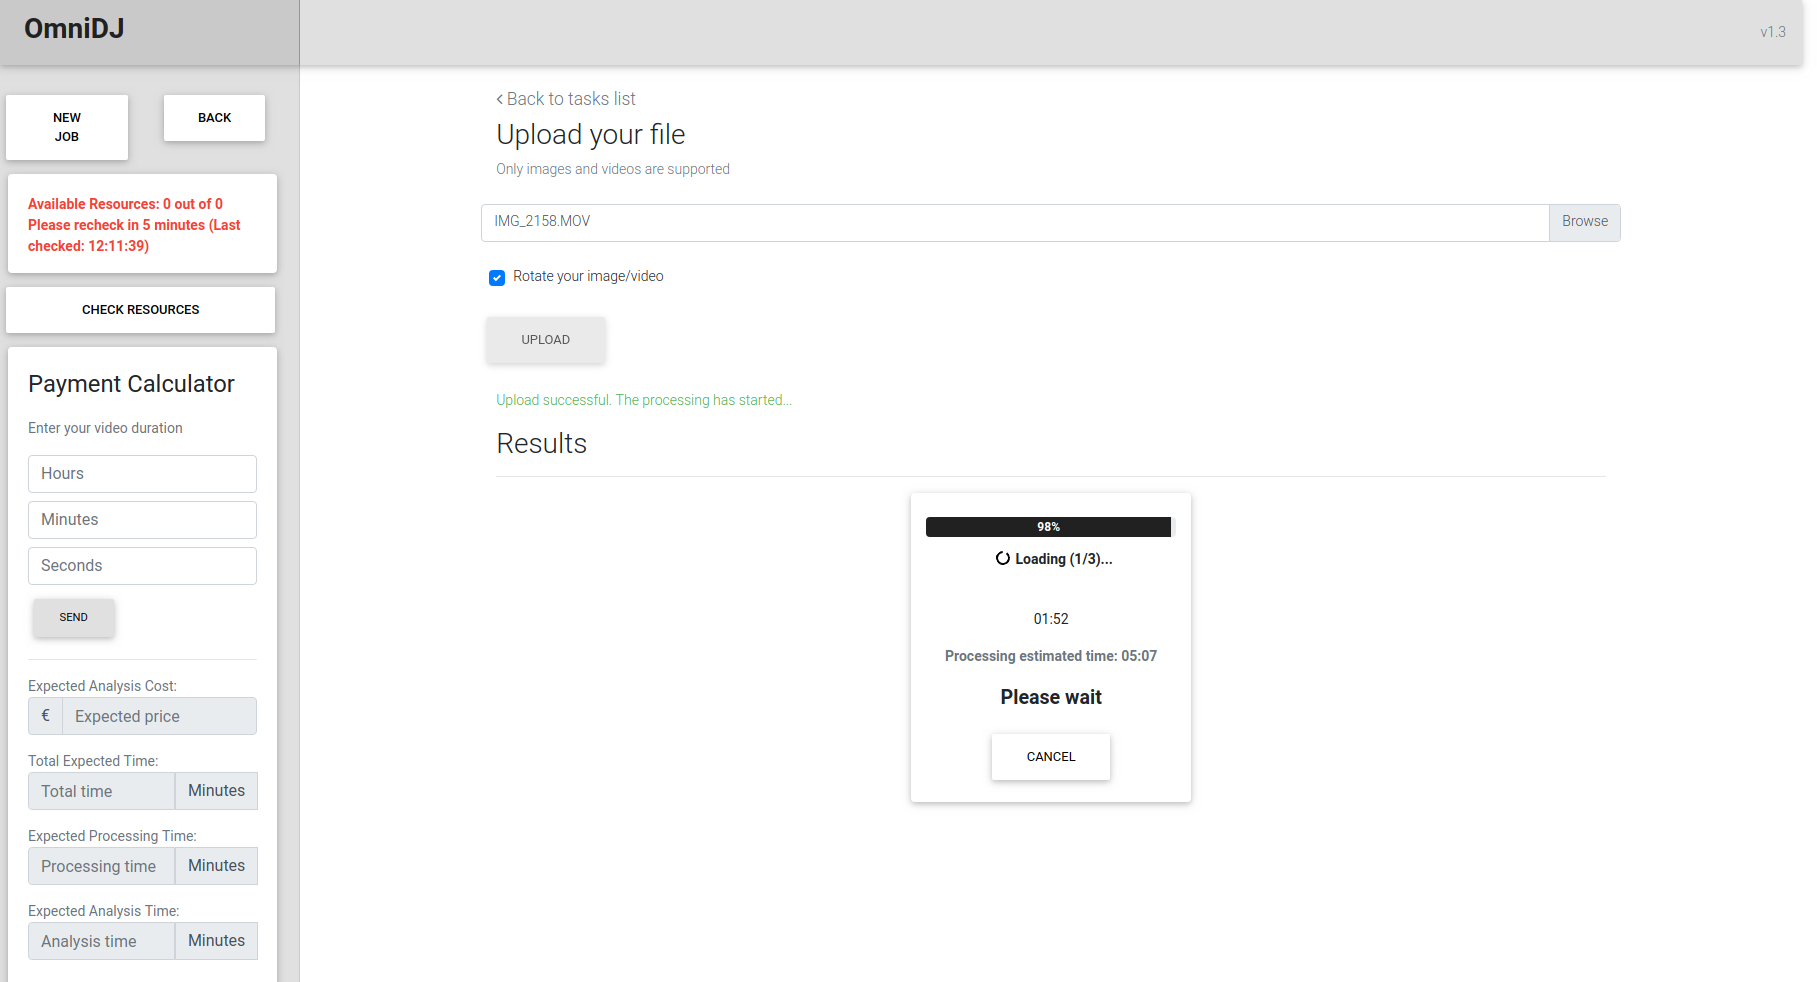 OmniDJ
v1.3
NEW
JOB
BACK
Available Resources: 0 out of 0
Please recheck in 5 minutes (Last
checked: 12:11:39)
CHECK RESOURCES
Payment Calculator
Enter your video duration
Hours
Minutes
Seconds
SEND
Expected Analysis Cost:
€ Expected price
Total Expected Time:
Total time Minutes
Expected Processing Time:
Processing time Minutes
Expected Analysis Time:
Analysis time Minutes
Back to tasks list
Upload your file
Only images and videos are supported
IMG_2158.MOV Browse
Rotate your image/video
UPLOAD
Upload successful. The processing has started...
Results
98%
Loading (1/3)...
01:52
Processing estimated time: 05:07
Please wait
CANCEL